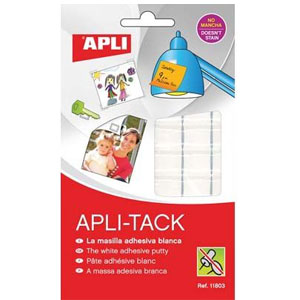 NO MANCHA
DOESN'T STAIN
APLI
APLI-TACK
La masilla adhesiva blanca
The white adhesive putty
Pâte adhésive blanc
A massa adesiva branca
Ref. 11803